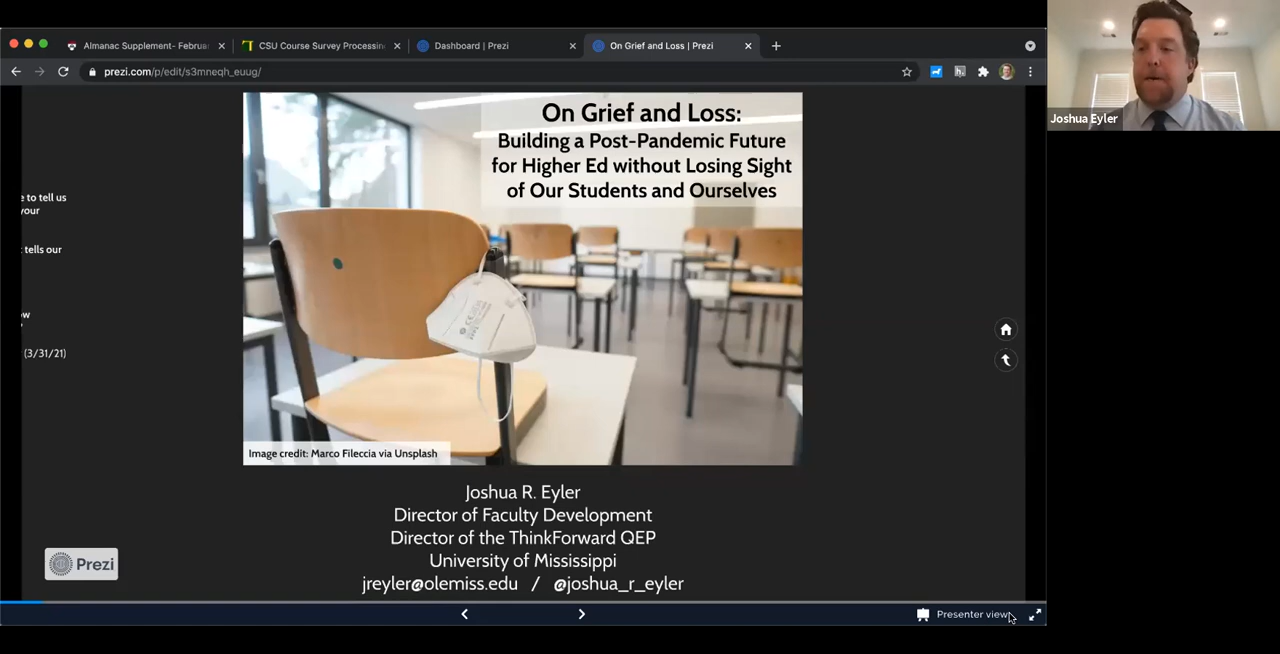 Almanac Supplement- Februa
CSU Course Survey Processin
Dashboard | Prezi
On Grief and Loss | Prezi
prezi.com/p/edit/s3mneqh_euug/
Joshua Eyler
On Grief and Loss:
Building a Post-Pandemic Future
for Higher Ed without Losing Sight
of Our Students and Ourselves
e to tell us
your
tells our
(3/31/21)
Image credit: Marco Fileccia via Unsplash
Joshua R. Eyler
Director of Faculty Development
Director of the ThinkForward QEP
University of Mississippi
jreyler@olemiss.edu / @joshua_r_eyler
Prezi
Presenter view